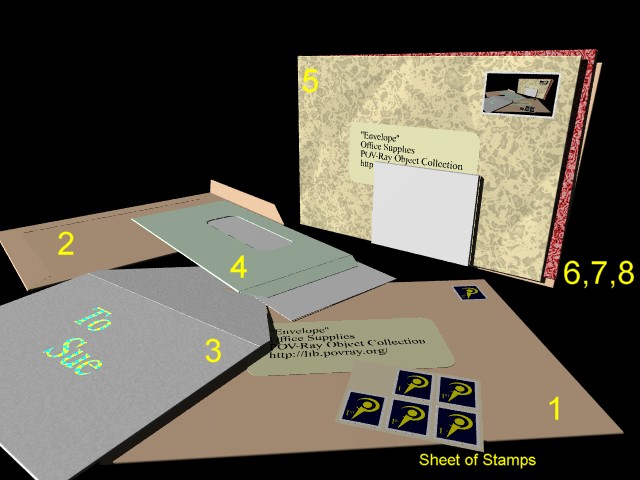 5
"Envelope"
Office Supplies
POV-Ray Object Collection
http
2
4
6,7,8
To
Sue
3
"Envelope"
Office Supplies
POV-Ray Object Collection
http://lib.povray.org/
1
Sheet of Stamps